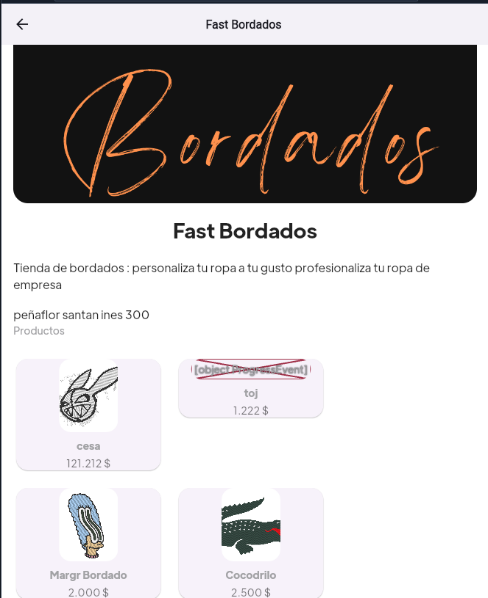 Fast Bordados
Bordados
Fast Bordados
Tienda de bordados : personaliza tu ropa a tu gusto profesionaliza tu ropa de
empresa
peñaflor santan ines 300
Productos
[object ProgressEvent]
cesa
121.212 $
toj
1.222 $
Margr Bordado
2.000 $
Cocodrilo
2.500 $